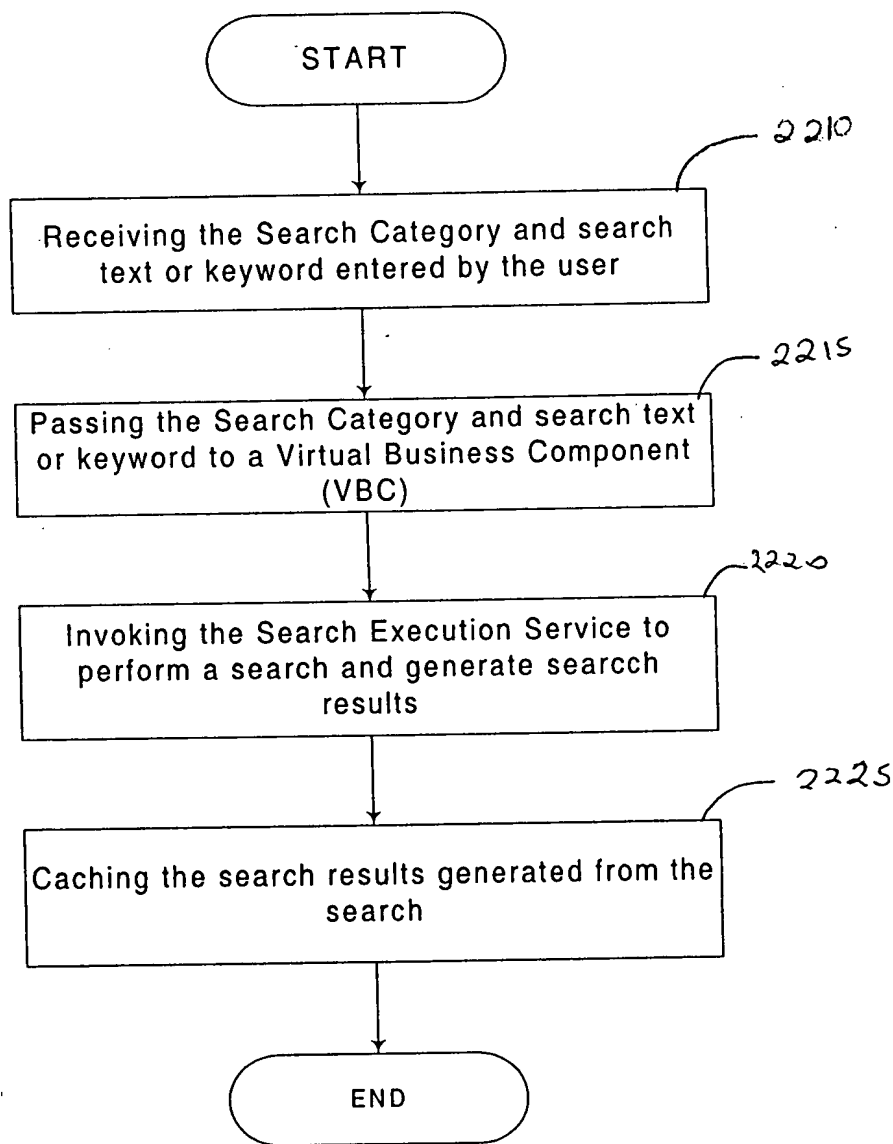 START
2210
Receiving the Search Category and search
text or keyword entered by the user
2215
Passing the Search Category and search text
or keyword to a Virtual Business Component
(VBC)
2220
Invoking the Search Execution Service to
perform a search and generate searcch
results
2225
Caching the search results generated from the
search
END